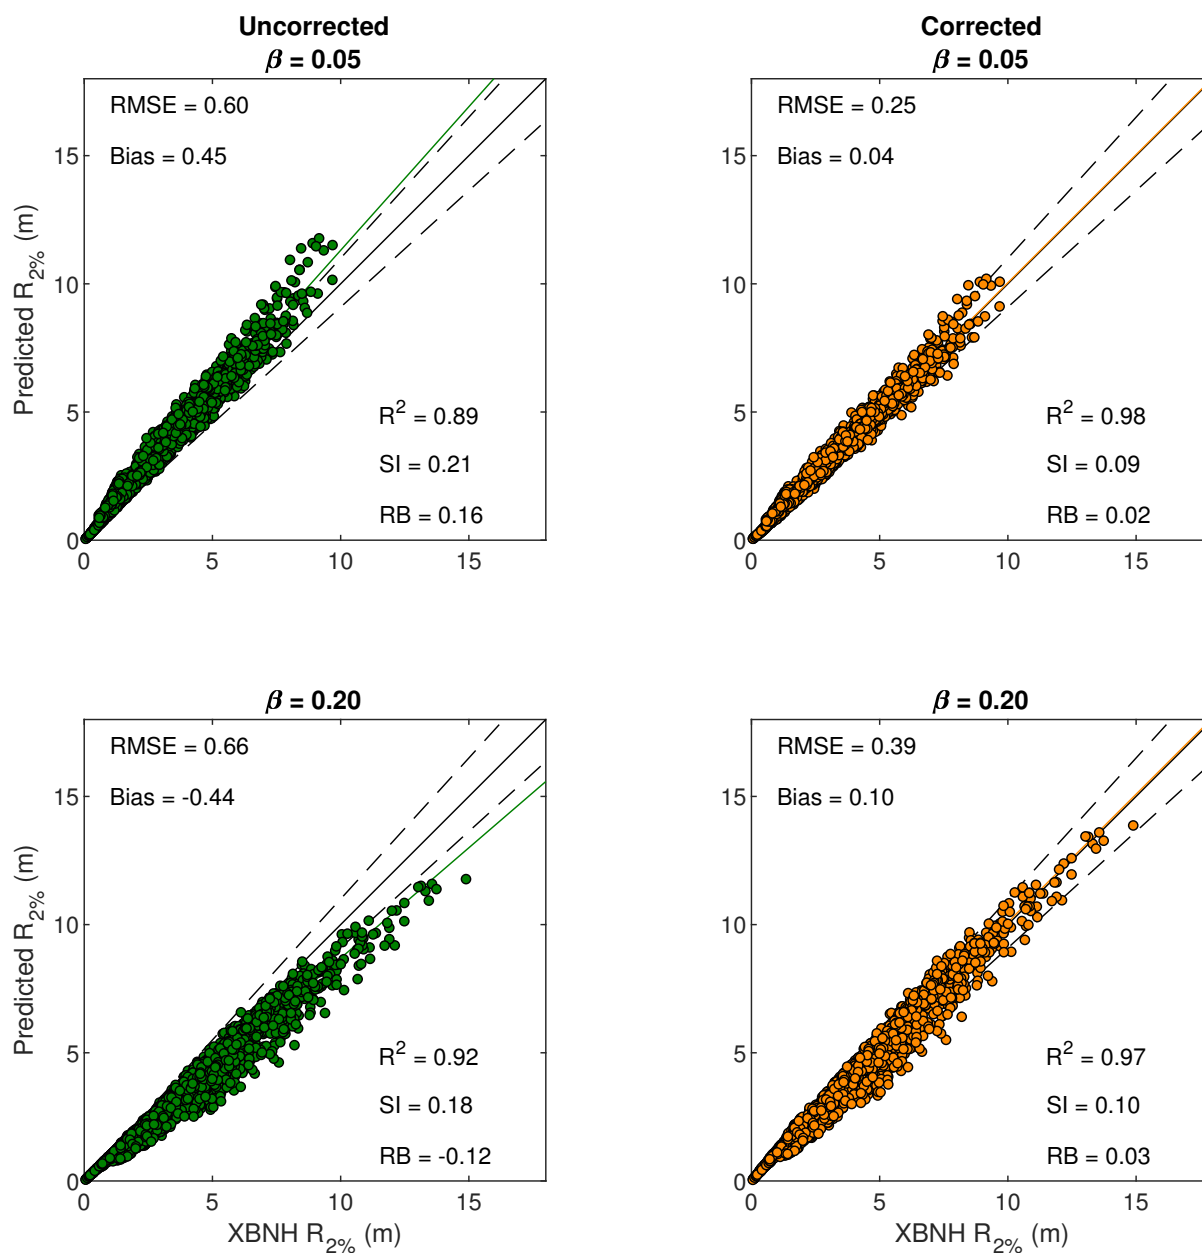 Uncorrected
β = 0.05
RMSE = 0.60
Bias = 0.45
R2 = 0.89
SI = 0.21
RB = 0.16
Predicted R2% (m)
15
10
5
0
0 5 10 15
Corrected
β = 0.05
RMSE = 0.25
Bias = 0.04
R2 = 0.98
SI = 0.09
RB = 0.02
15
10
5
0
0 5 10 15
β = 0.20
RMSE = 0.66
Bias = -0.44
R2 = 0.92
SI = 0.18
RB = -0.12
Predicted R2% (m)
15
10
5
0
0 5 10 15
XBNH R2% (m)
β = 0.20
RMSE = 0.39
Bias = 0.10
R2 = 0.97
SI = 0.10
RB = 0.03
15
10
5
0
0 5 10 15
XBNH R2% (m)